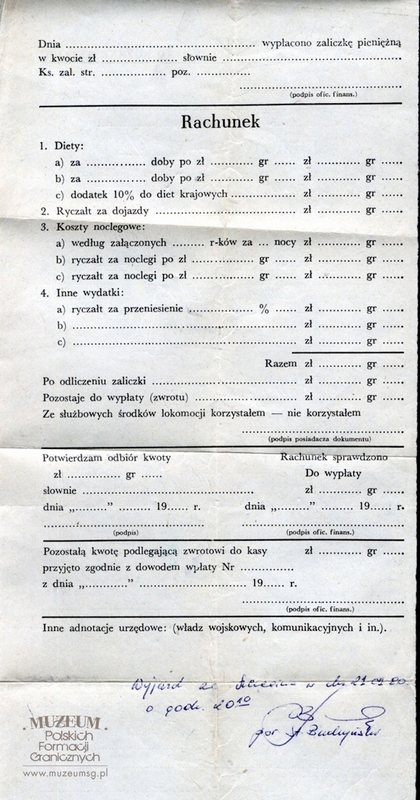 Dnia ........................ wypłacono zaliczkę pieniężną
w kwocie zł .................... słownie ..................................................
Ks. zal. str. .................. poz. ...............
(podpis ofic. finans.)
Rachunek
1. Diety:
a) za ................ doby po zł ............ gr ...... zł ............ gr ......
b) za ................ doby po zł ............ gr ...... zł ............ gr ......
c) dodatek 10% do diet krajowych ...................... zł ............ gr ......
2. Ryczałt za dojazdy ........................................ zł ............ gr ......
3. Koszty noclegowe:
a) według załączonych ......... r-ków za ... nocy zł ............ gr ......
b) ryczałt za noclegi po zł .................. gr ...... zł ............ gr ......
c) ryczałt za noclegi po zł .................. gr ...... zł ............ gr ......
4. Inne wydatki:
a) ryczałt za przeniesienie .................. % ...... zł ............ gr ......
b) ............................................................ zł ............ gr ......
c) ............................................................ zł ............ gr ......
Razem zł ............ gr ......
Po odliczeniu zaliczki ........................................ zł ............ gr ......
Pozostaje do wypłaty (zwrotu) .............................. zł ............ gr ......
Ze służbowych środków lokomocji korzystałem — nie korzystałem
(podpis posiadacza dokumentu)
Potwierdzam odbiór kwoty
zł .................. gr ......
słownie ..................................................
dnia „........” .................. 19...... r.
(podpis)
Rachunek sprawdzono
Do wypłaty
zł .................. gr ......
dnia „........” .................. 19...... r.
(podpis ofic. finans.)
Pozostałą kwotę podlegającą zwrotowi do kasy zł ............ gr ......
przyjęto zgodnie z dowodem wpłaty Nr ...............
z dnia „............” .............................. 19...... r.
(podpis ofic. finans.)
Inne adnotacje urzędowe: (władz wojskowych, komunikacyjnych i in.).
Wyjazd ze w dn. 21
o godz. 20 10
por
MUZEUM
Polskich
Formacji
Granicznych
www.muzeumsg.pl